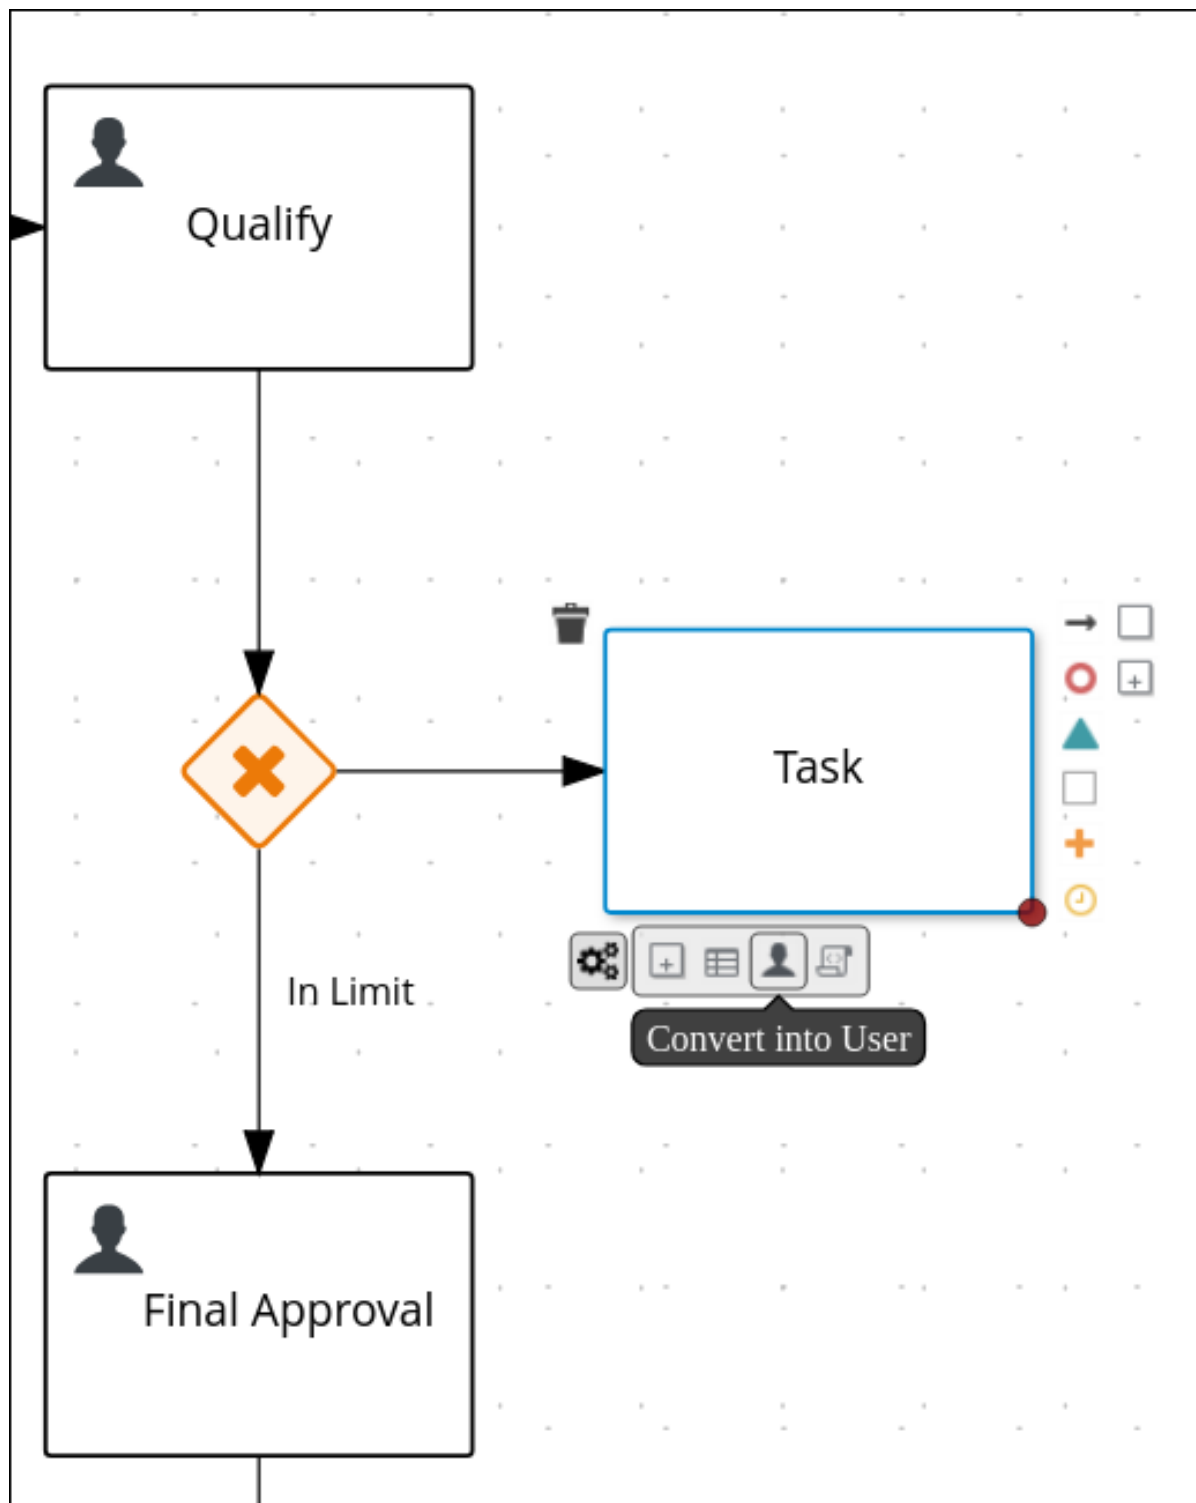 Qualify
Task
In Limit
Convert into User
Final Approval